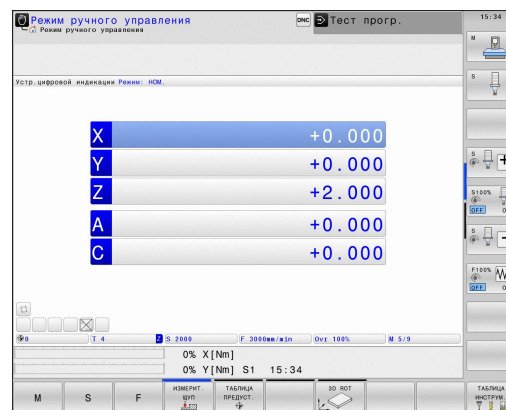 Режим ручного управления
DNC
Тест прогр.
15:34
Режим ручного управления
M
Устр.цифровой индикации Режим: НОМ.
S
X +0.000
Y +0.000
Z +2.000
A +0.000
C +0.000
S
S100%
OFF
S
F100%
OFF
0 T 4 Z S 2000 F 3000mm/min Ovr 100% M 5/9
0% X[Nm]
0% Y[Nm] S1 15:34
M
S
F
ИЗМЕРИТ.
ЩУП
ТАБЛИЦА
ПРЕДУСТ.
3D ROT
ТАБЛИЦА
ИНСТРУМ.